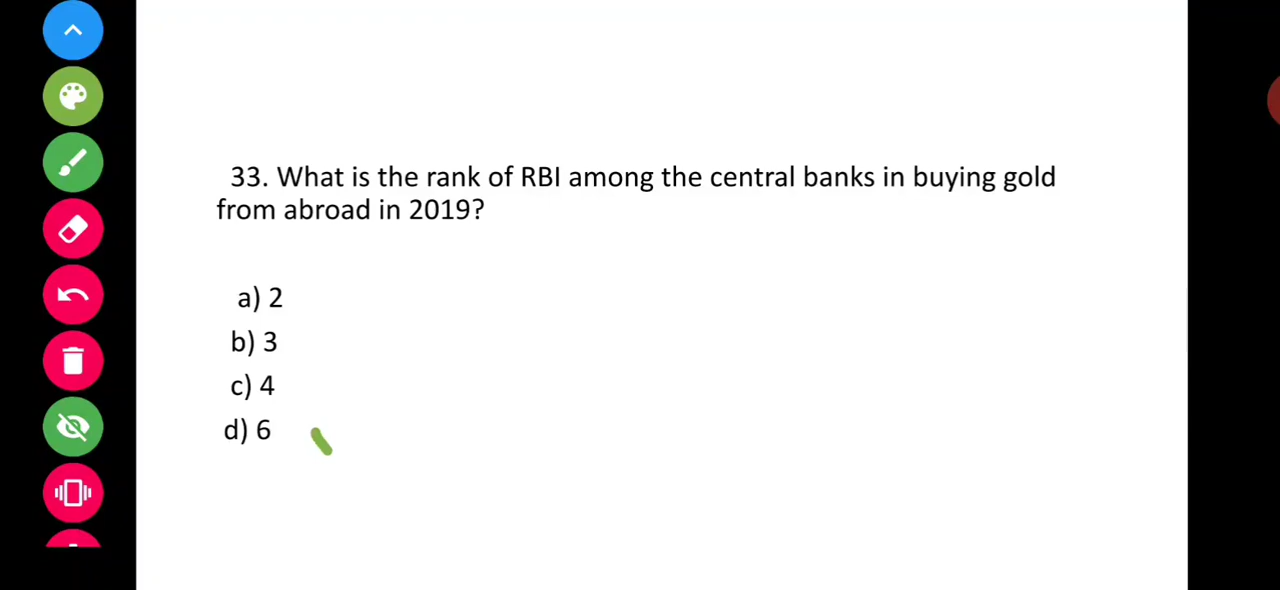 33. What is the rank of RBI among the central banks in buying gold
from abroad in 2019?
a) 2
b) 3
c) 4
d) 6